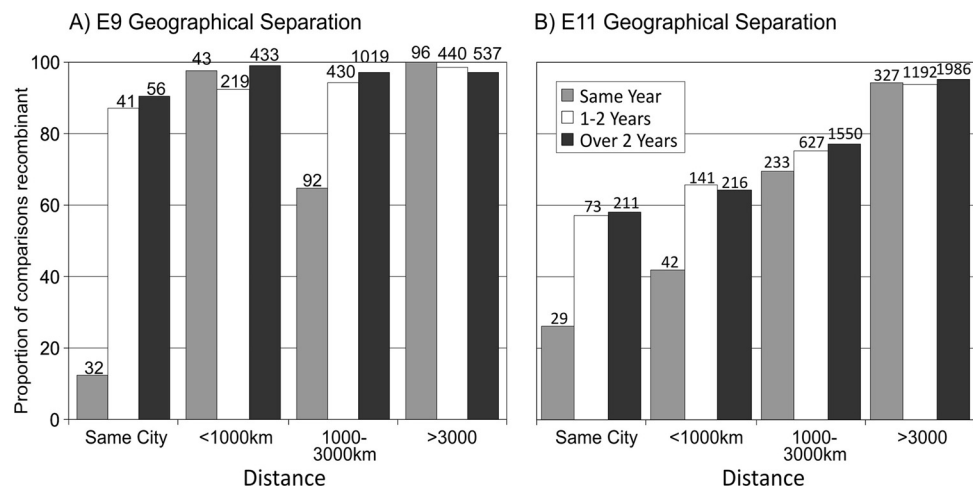 A) E9 Geographical Separation
Proportion of comparisons recombinant
100
80
60
40
20
0
32
41
56
43
219
433
92
430
1019
96
440
537
Same City
<1000km
1000-
3000km
>3000
Distance
B) E11 Geographical Separation
Same Year
1-2 Years
Over 2 Years
29
73
211
42
141
216
233
627
1550
327
1192
1986
Same City
<1000km
1000-
3000km
>3000
Distance